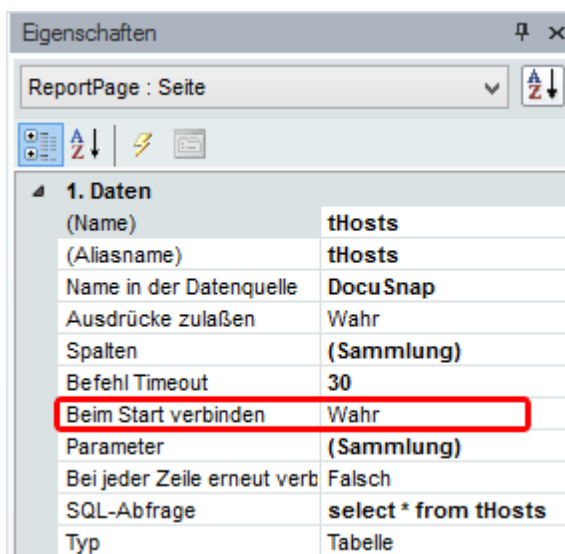 Eigenschaften
ReportPage : Seite
1. Daten
(Name) tHosts
(Aliasname) tHosts
Name in der Datenquelle DocuSnap
Ausdrücke zulaßen Wahr
Spalten (Sammlung)
Befehl Timeout 30
Beim Start verbinden Wahr
Parameter (Sammlung)
Bei jeder Zeile erneut verb Falsch
SQL-Abfrage select * from tHosts
Typ Tabelle